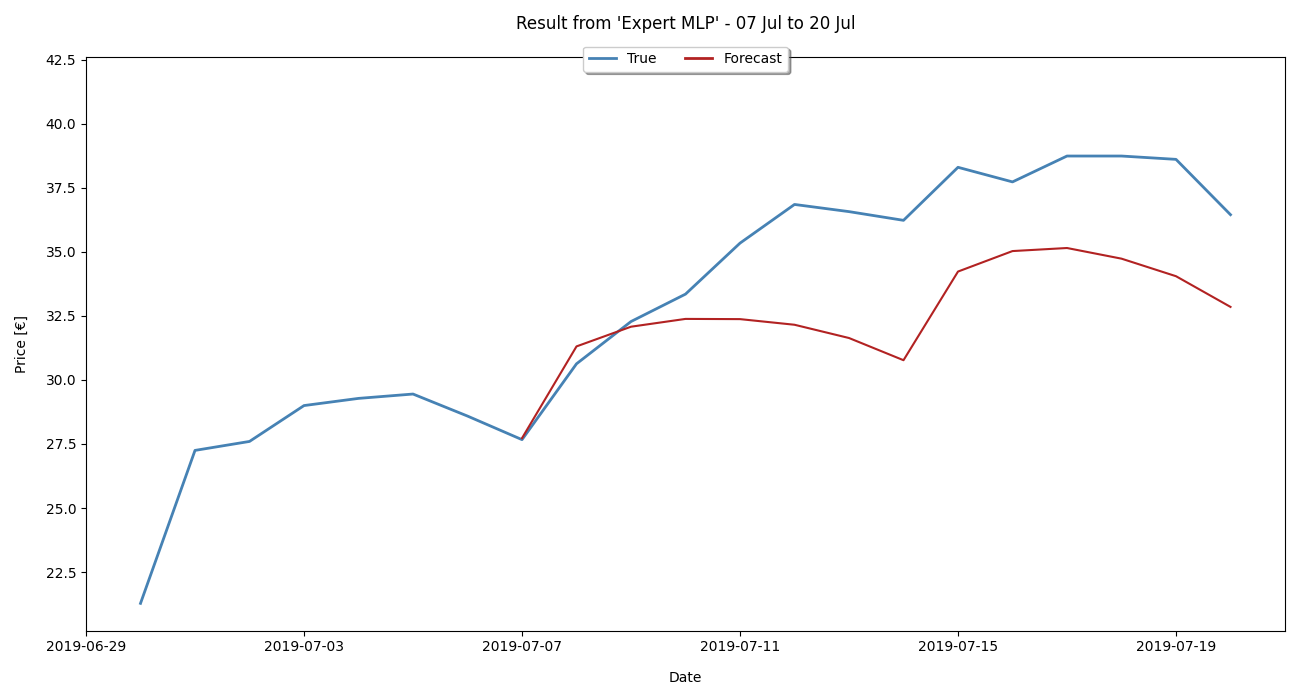 Result from 'Expert MLP' - 07 Jul to 20 Jul
True Forecast
42.5
40.0
37.5
35.0
32.5
30.0
27.5
25.0
22.5
Price [€]
2019-06-29 2019-07-03 2019-07-07 2019-07-11 2019-07-15 2019-07-19
Date